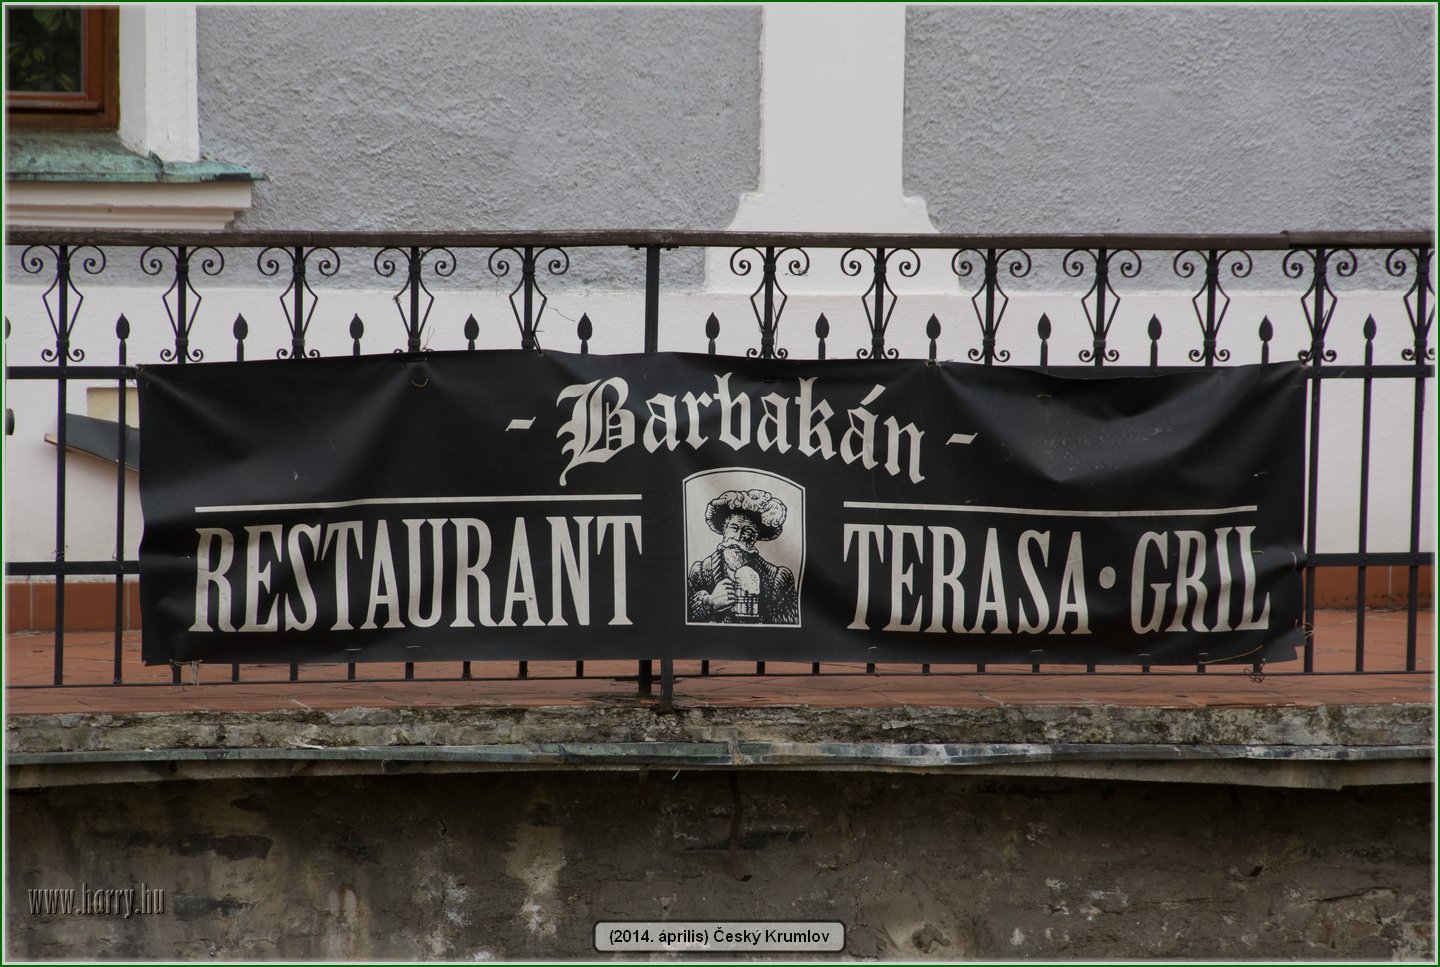 - Barbakán -
RESTAURANT
TERASA · GRIL
www.harry.hu
(2014. április) Český Krumlov